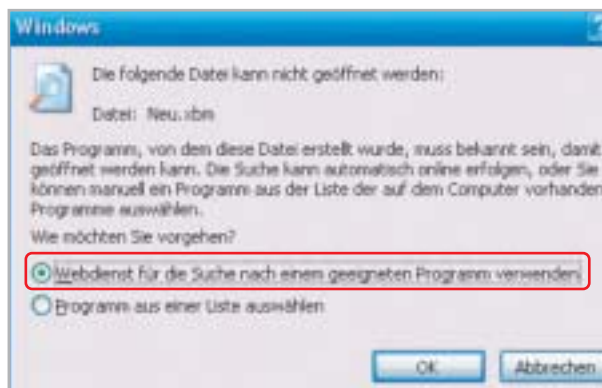 Windows
Die folgende Datei kann nicht geöffnet werden:
Datei: Neu.xbm
Das Programm, von dem diese Datei erstellt wurde, muss bekannt sein, damit
geöffnet werden kann. Die Suche kann automatisch online erfolgen, oder Sie
können manuell ein Programm aus der Liste der auf dem Computer vorhanden
Programme auswählen.
Wie möchten Sie vorgehen?
Webdienst für die Suche nach einem geeigneten Programm verwenden
Programm aus einer Liste auswählen
OK
Abbrechen